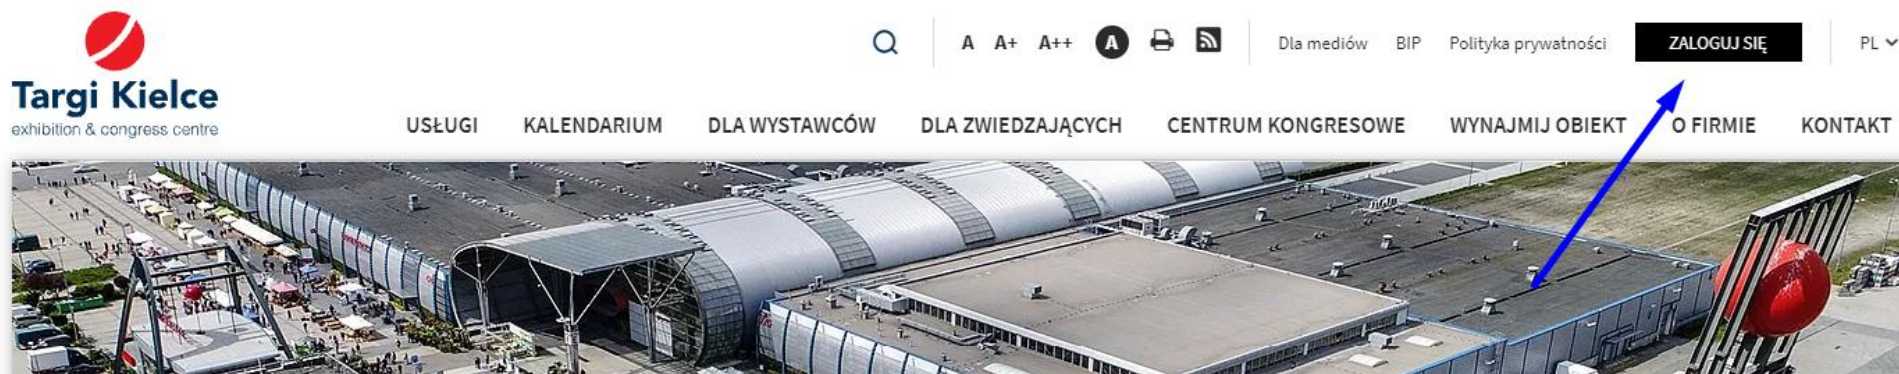 Targi Kielce
exhibition & congress centre
A A+ A++ A Dla mediów BIP Polityka prywatności ZALOGUJ SIĘ PL
USŁUGI KALENDARIUM DLA WYSTAWCÓW DLA ZWIEDZAJĄCYCH CENTRUM KONGRESOWE WYNAJMIJ OBIEKT O FIRMIE KONTAKT